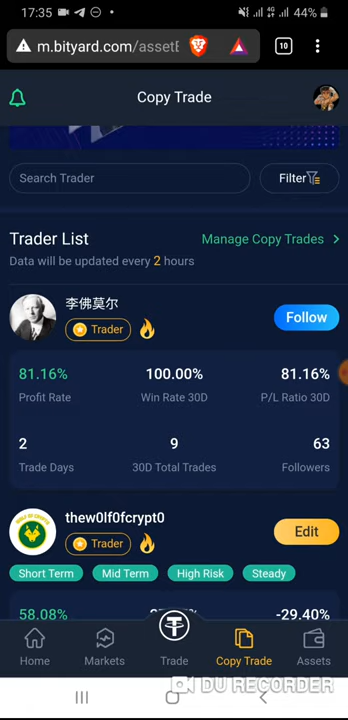 17:35
4G
44%
m.bityard.com/assetE
10
Copy Trade
Search Trader
Filter
Trader List
Manage Copy Trades
Data will be updated every 2 hours
李佛莫尔
Trader
Follow
81.16%
100.00%
81.16%
Profit Rate
Win Rate 30D
P/L Ratio 30D
2
9
63
Trade Days
30D Total Trades
Followers
thew0lf0fcrypt0
Trader
Edit
Short Term
Mid Term
High Risk
Steady
58.08%
-29.40%
Home
Markets
Trade
Copy Trade
Assets
DU RECORDER